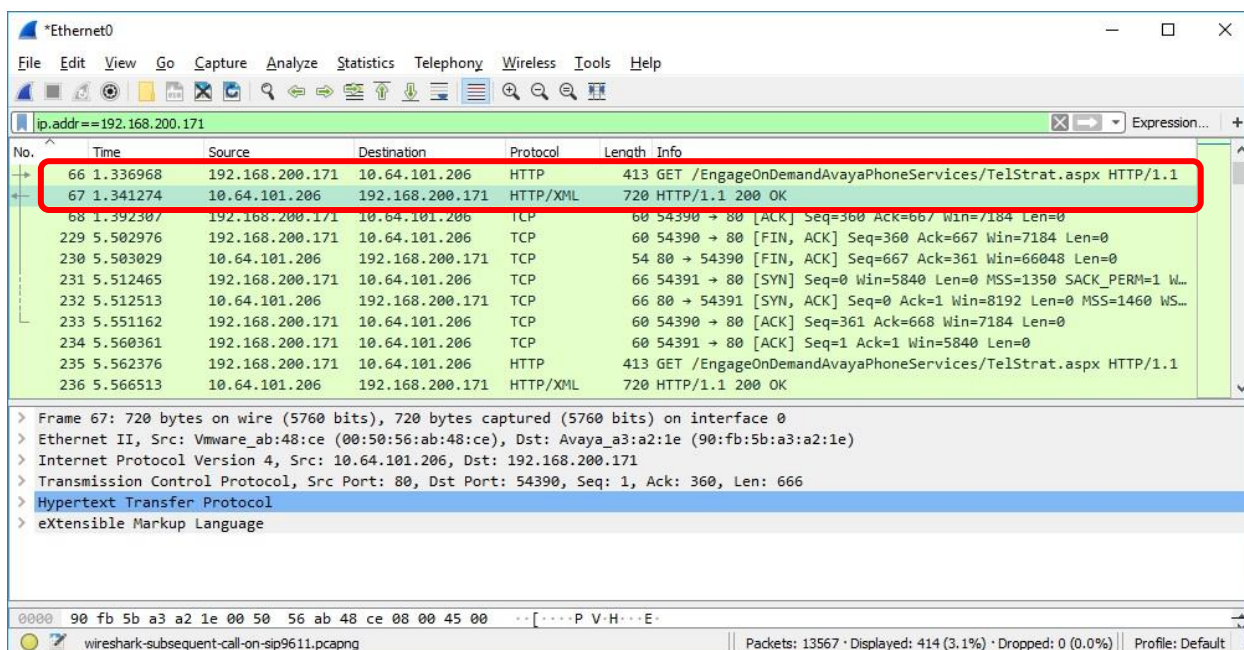 *Ethernet0
File Edit View Go Capture Analyze Statistics Telephony Wireless Tools Help
ip.addr==192.168.200.171 Expression... +
No. Time Source Destination Protocol Length Info
66 1.336968 192.168.200.171 10.64.101.206 HTTP 413 GET /EngageOnDemandAvayaPhoneServices/TelStrat.aspx HTTP/1.1
67 1.341274 10.64.101.206 192.168.200.171 HTTP/XML 720 HTTP/1.1 200 OK
68 1.392307 192.168.200.171 10.64.101.206 TCP 60 54390 → 80 [ACK] Seq=360 Ack=667 Win=7184 Len=0
229 5.502976 192.168.200.171 10.64.101.206 TCP 60 54390 → 80 [FIN, ACK] Seq=360 Ack=667 Win=7184 Len=0
230 5.503029 10.64.101.206 192.168.200.171 TCP 54 80 → 54390 [FIN, ACK] Seq=667 Ack=361 Win=66048 Len=0
231 5.512465 192.168.200.171 10.64.101.206 TCP 66 54391 → 80 [SYN] Seq=0 Win=5840 Len=0 MSS=1350 SACK_PERM=1 W…
232 5.512513 10.64.101.206 192.168.200.171 TCP 66 80 → 54391 [SYN, ACK] Seq=0 Ack=1 Win=8192 Len=0 MSS=1460 WS…
233 5.551162 192.168.200.171 10.64.101.206 TCP 60 54390 → 80 [ACK] Seq=361 Ack=668 Win=7184 Len=0
234 5.560361 192.168.200.171 10.64.101.206 TCP 60 54391 → 80 [ACK] Seq=1 Ack=1 Win=5840 Len=0
235 5.562376 192.168.200.171 10.64.101.206 HTTP 413 GET /EngageOnDemandAvayaPhoneServices/TelStrat.aspx HTTP/1.1
236 5.566513 10.64.101.206 192.168.200.171 HTTP/XML 720 HTTP/1.1 200 OK
> Frame 67: 720 bytes on wire (5760 bits), 720 bytes captured (5760 bits) on interface 0
> Ethernet II, Src: Vmware_ab:48:ce (00:50:56:ab:48:ce), Dst: Avaya_a3:a2:1e (90:fb:5b:a3:a2:1e)
> Internet Protocol Version 4, Src: 10.64.101.206, Dst: 192.168.200.171
> Transmission Control Protocol, Src Port: 80, Dst Port: 54390, Seq: 1, Ack: 360, Len: 666
> Hypertext Transfer Protocol
> eXtensible Markup Language
0000 90 fb 5b a3 a2 1e 00 50 56 ab 48 ce 08 00 45 00 ··[····P V·H···E·
wireshark-subsequent-call-on-sip9611.pcapng Packets: 13567 · Displayed: 414 (3.1%) · Dropped: 0 (0.0%) Profile: Default